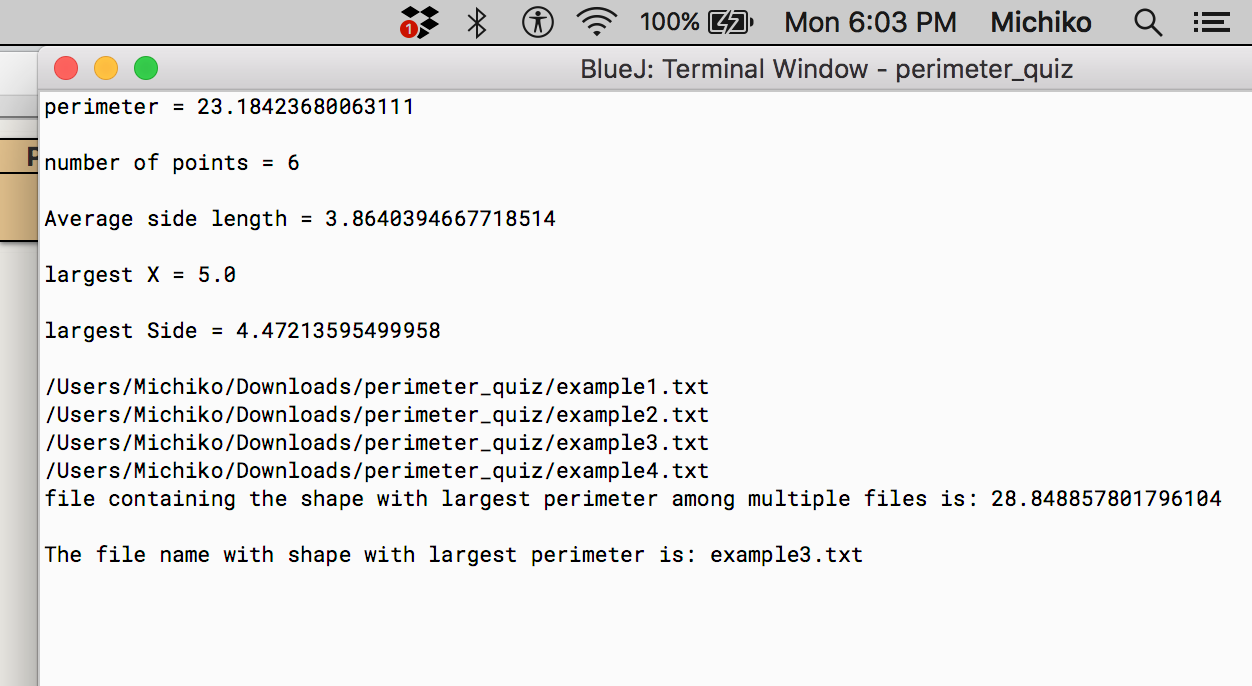 1 100% Mon 6:03 PM Michiko
BlueJ: Terminal Window - perimeter_quiz
perimeter = 23.18423680063111
P
number of points = 6
Average side length = 3.8640394667718514
largest X = 5.0
largest Side = 4.47213595499958
/Users/Michiko/Downloads/perimeter_quiz/example1.txt
/Users/Michiko/Downloads/perimeter_quiz/example2.txt
/Users/Michiko/Downloads/perimeter_quiz/example3.txt
/Users/Michiko/Downloads/perimeter_quiz/example4.txt
file containing the shape with largest perimeter among multiple files is: 28.848857801796104
The file name with shape with largest perimeter is: example3.txt